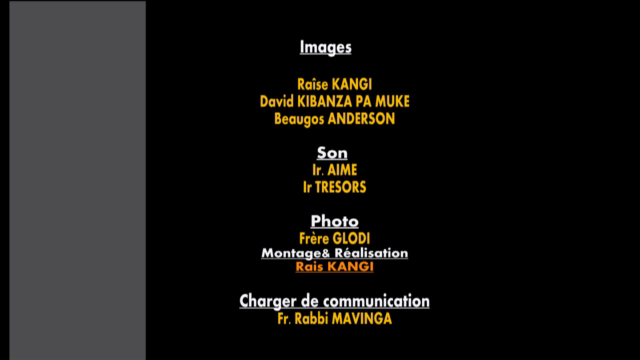 Images
Raïse KANGI
David KIBANZA PA MUKE
Beaugos ANDERSON
Son
Ir. AIME
Ir TRESORS
Photo
Frère GLODI
Montage& Réalisation
Rais KANGI
Charger de communication
Fr. Rabbi MAVINGA